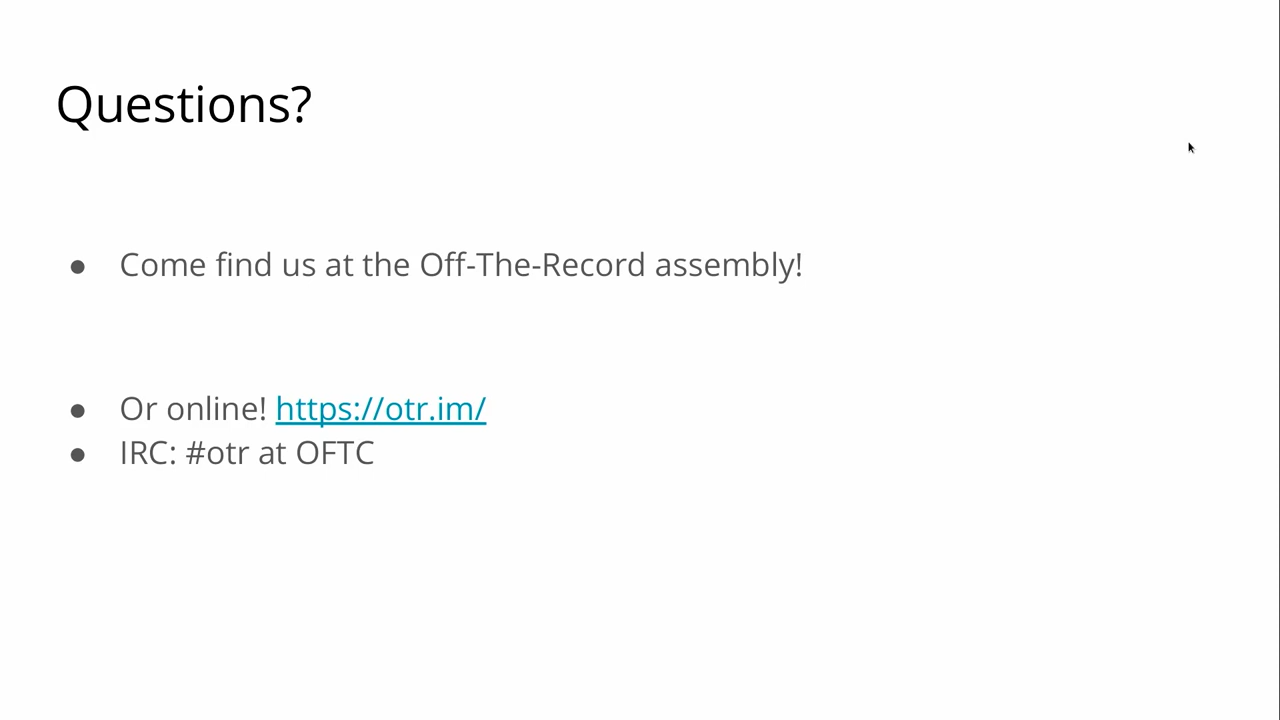 Questions?
● Come find us at the Off-The-Record assembly!
● Or online! https://otr.im/
● IRC: #otr at OFTC